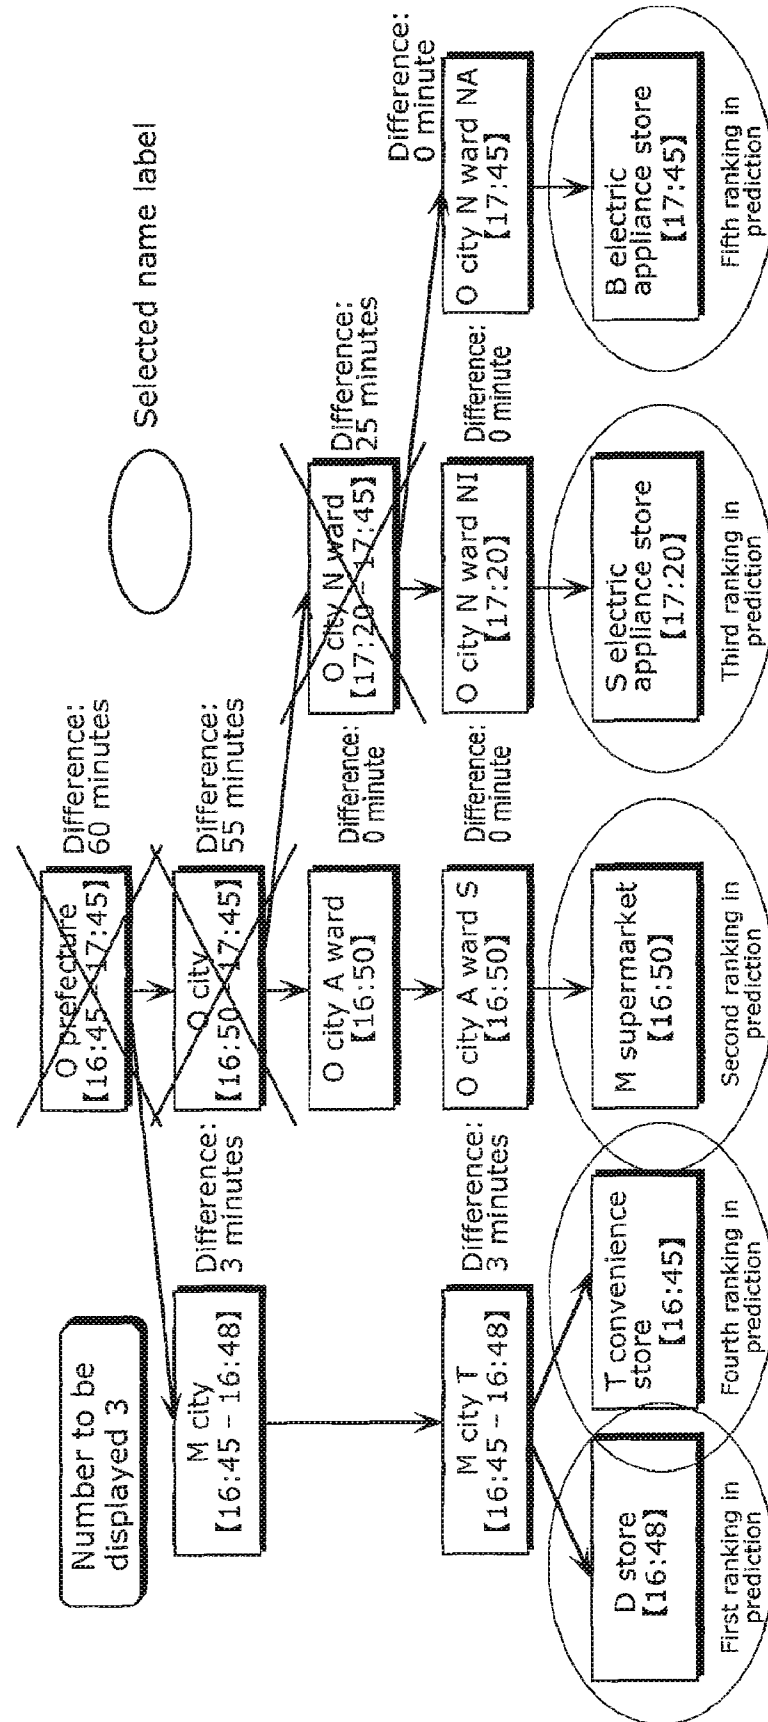 Number to be
displayed 3
Selected name label
O prefecture
【16:45-17:45】
Difference:
60 minutes
M city
【16:45 - 16:48】
Difference:
3 minutes
O city
【16:50-17:45】
Difference:
55 minutes
O city A ward
【16:50】
Difference:
0 minute
O city N ward
【17:20 - 17:45】
Difference:
25 minutes
M city T
【16:45 - 16:48】
Difference:
3 minutes
O city A ward S
【16:50】
Difference:
0 minute
O city N ward NI
【17:20】
Difference:
0 minute
O city N ward NA
【17:45】
Difference:
0 minute
D store
【16:48】
T convenience
store
【16:45】
M supermarket
【16:50】
S electric
appliance store
【17:20】
B electric
appliance store
【17:45】
First ranking in
prediction
Fourth ranking in
prediction
Second ranking in
prediction
Third ranking in
prediction
Fifth ranking in
prediction